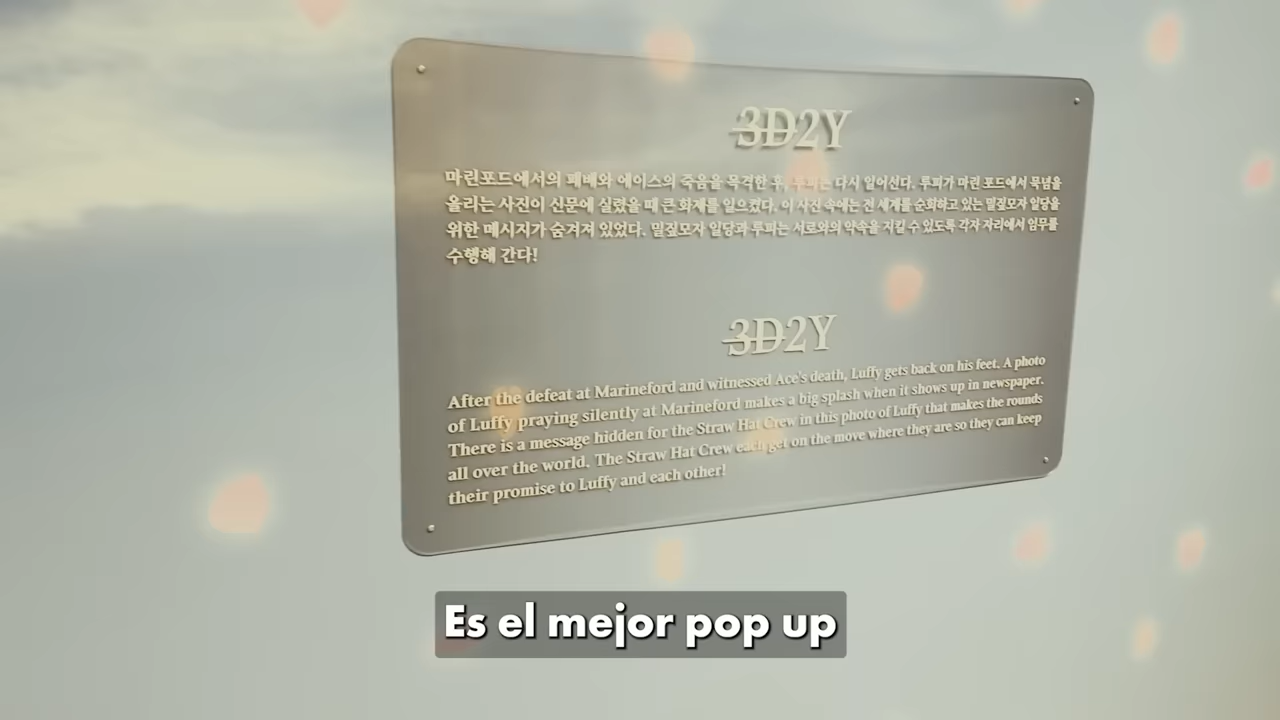 3D2Y
마린포드에서의 패배와 에이스의 죽음을 목격한 후, 루피는 다시 일어선다. 루피가 마린 포드에서 묵념을
올리는 사진이 신문에 실렸을 때 큰 화제를 일으켰다. 이 사진 속에는 전 세계를 순회하고 있는 밀짚모자 일당을
위한 메시지가 숨겨져 있었다. 밀짚모자 일당과 루피는 서로와의 약속을 지킬 수 있도록 각자 자리에서 임무를
수행해 간다!
3D2Y
After the defeat at Marineford and witnessed Ace's death, Luffy gets back on his feet. A photo
of Luffy praying silently at Marineford makes a big splash when it shows up in newspaper.
There is a message hidden for the Straw Hat Crew in this photo of Luffy that makes the rounds
all over the world. The Straw Hat Crew each get on the move where they are so they can keep
their promise to Luffy and each other!
Es el mejor pop up